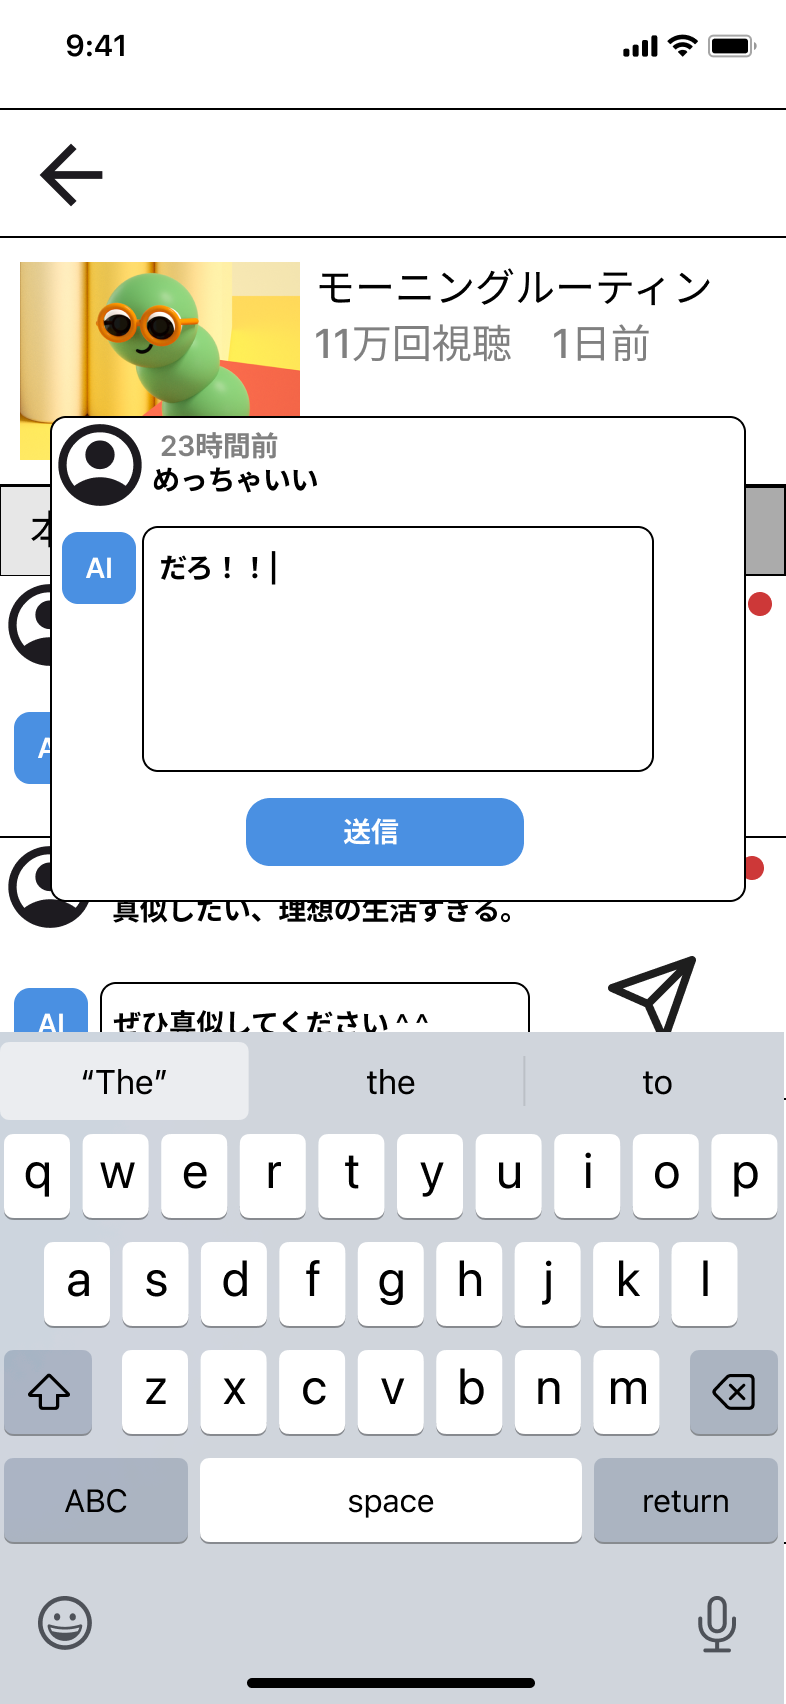 9:41
モーニングルーティン
11万回視聴 1日前
23時間前
めっちゃいい
本
AI
だろ！！
送信
真似したい、理想の生活すぎる。
AI
ぜひ真似してください^ ^
“The” the to
q w e r t y u i o p
a s d f g h j k l
z x c v b n m
ABC space return